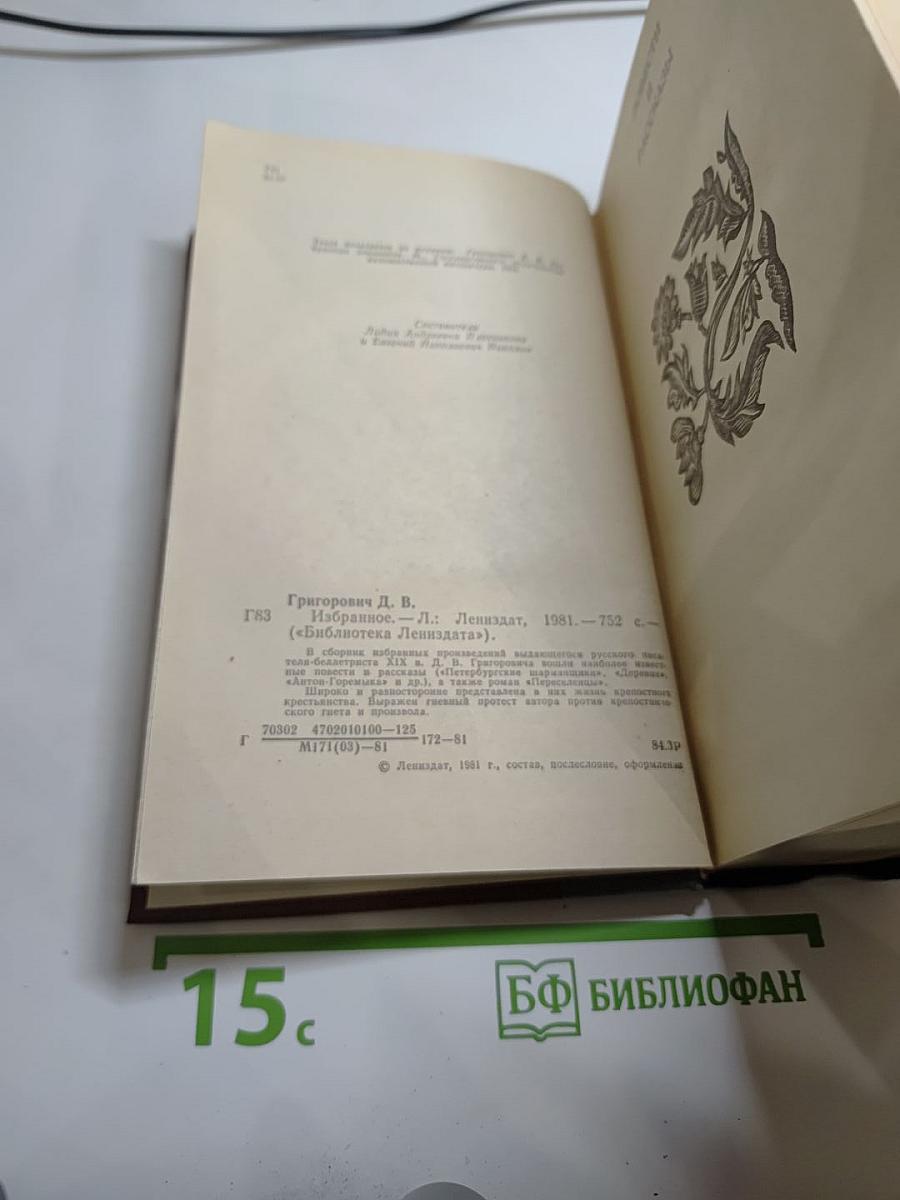 Составители
Григорович Д. В.
Г83 Избранное. — Л.: Лениздат, 1981. — 752 с. —
(«Библиотека Лениздата»).
В сборник избранных произведений выдающегося русского писа-
теля-беллетриста XIX в. Д. В. Григоровича вошли наиболее извест-
ные повести и рассказы («Петербургские шарманщики», «Деревня»,
«Антон-Горемыка» и др.), а также роман «Переселенцы».
Широко и разносторонне представлена в них жизнь крепостного
крестьянства. Выражен гневный протест автора против крепостниче-
ского гнета и произвола.
Г 70302 4702010100—125 172—81
М171(03)—81
84.3Р
© Лениздат, 1981 г., состав, послесловие, оформление
15 с
БФ БИБЛИОФАН